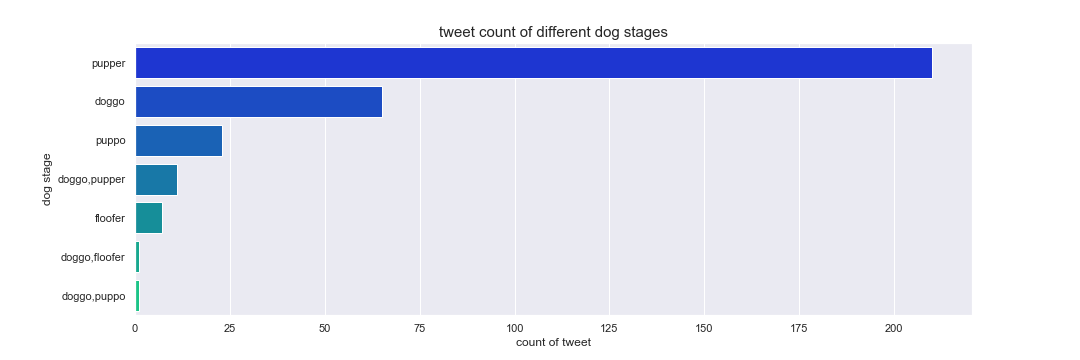 tweet count of different dog stages
dog stage
pupper
doggo
puppo
doggo,pupper
floofer
doggo,floofer
doggo,puppo
0 25 50 75 100 125 150 175 200
count of tweet